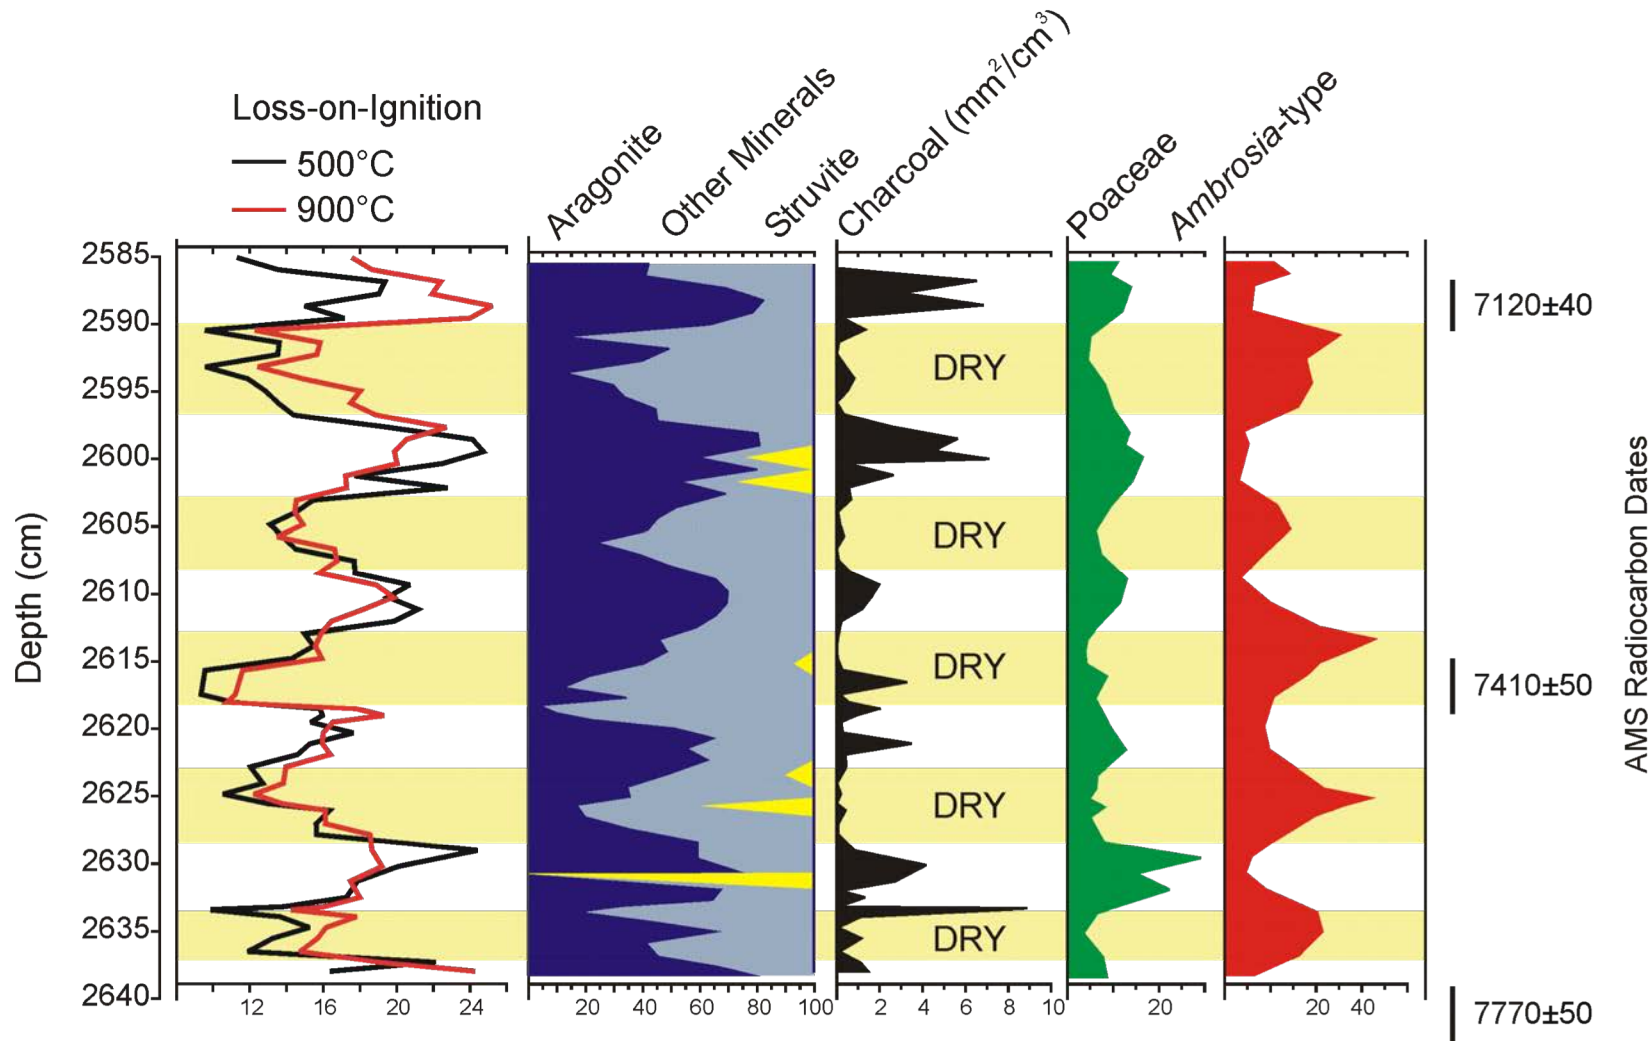 Loss-on-Ignition
500°C
900°C
Aragonite
Other Minerals
Struvite
Charcoal (mm²/cm³)
Poaceae
Ambrosia-type
Depth (cm)
2585
2590
2595
2600
2605
2610
2615
2620
2625
2630
2635
2640
DRY
DRY
DRY
DRY
DRY
12 16 20 24
20 40 60 80 100
2 4 6 8 10
20
20 40
7120±40
7410±50
7770±50
AMS Radiocarbon Dates